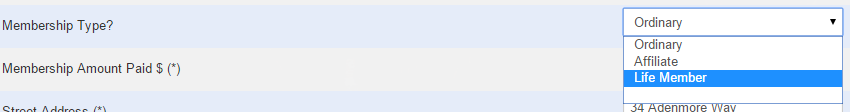 Membership Type?
Ordinary
Ordinary
Affiliate
Life Member
Membership Amount Paid $ (*)
Street Address (*)
34 Adenmore Way